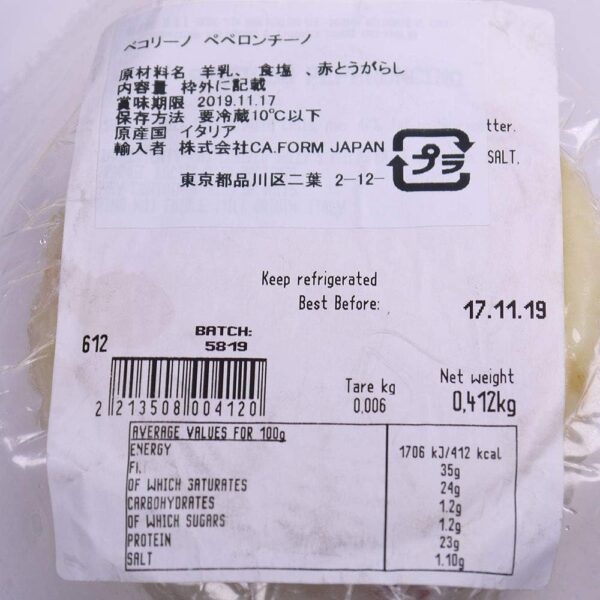 ペコリーノ ペペロンチーノ
原材料名 羊乳、食塩、赤とうがらし
内容量 枠外に記載
賞味期限 2019.11.17
保存方法 要冷蔵10℃以下
原産国 イタリア
輸入者 株式会社CA.FORM JAPAN
東京都品川区二葉 2-12-
プラ
tter.
SALT,
Keep refrigerated
Best Before: 17.11.19
612
BATCH:
5819
2 213508 004120
Tare kg
0,006
Net weight
0,412kg
AVERAGE VALUES FOR 100g
ENERGY 1706 kJ/412 kcal
35g
OF WHICH SATURATES 24g
CARBOHYDRATES 1.2g
OF WHICH SUGARS 1.2g
PROTEIN 23g
SALT 1.10g